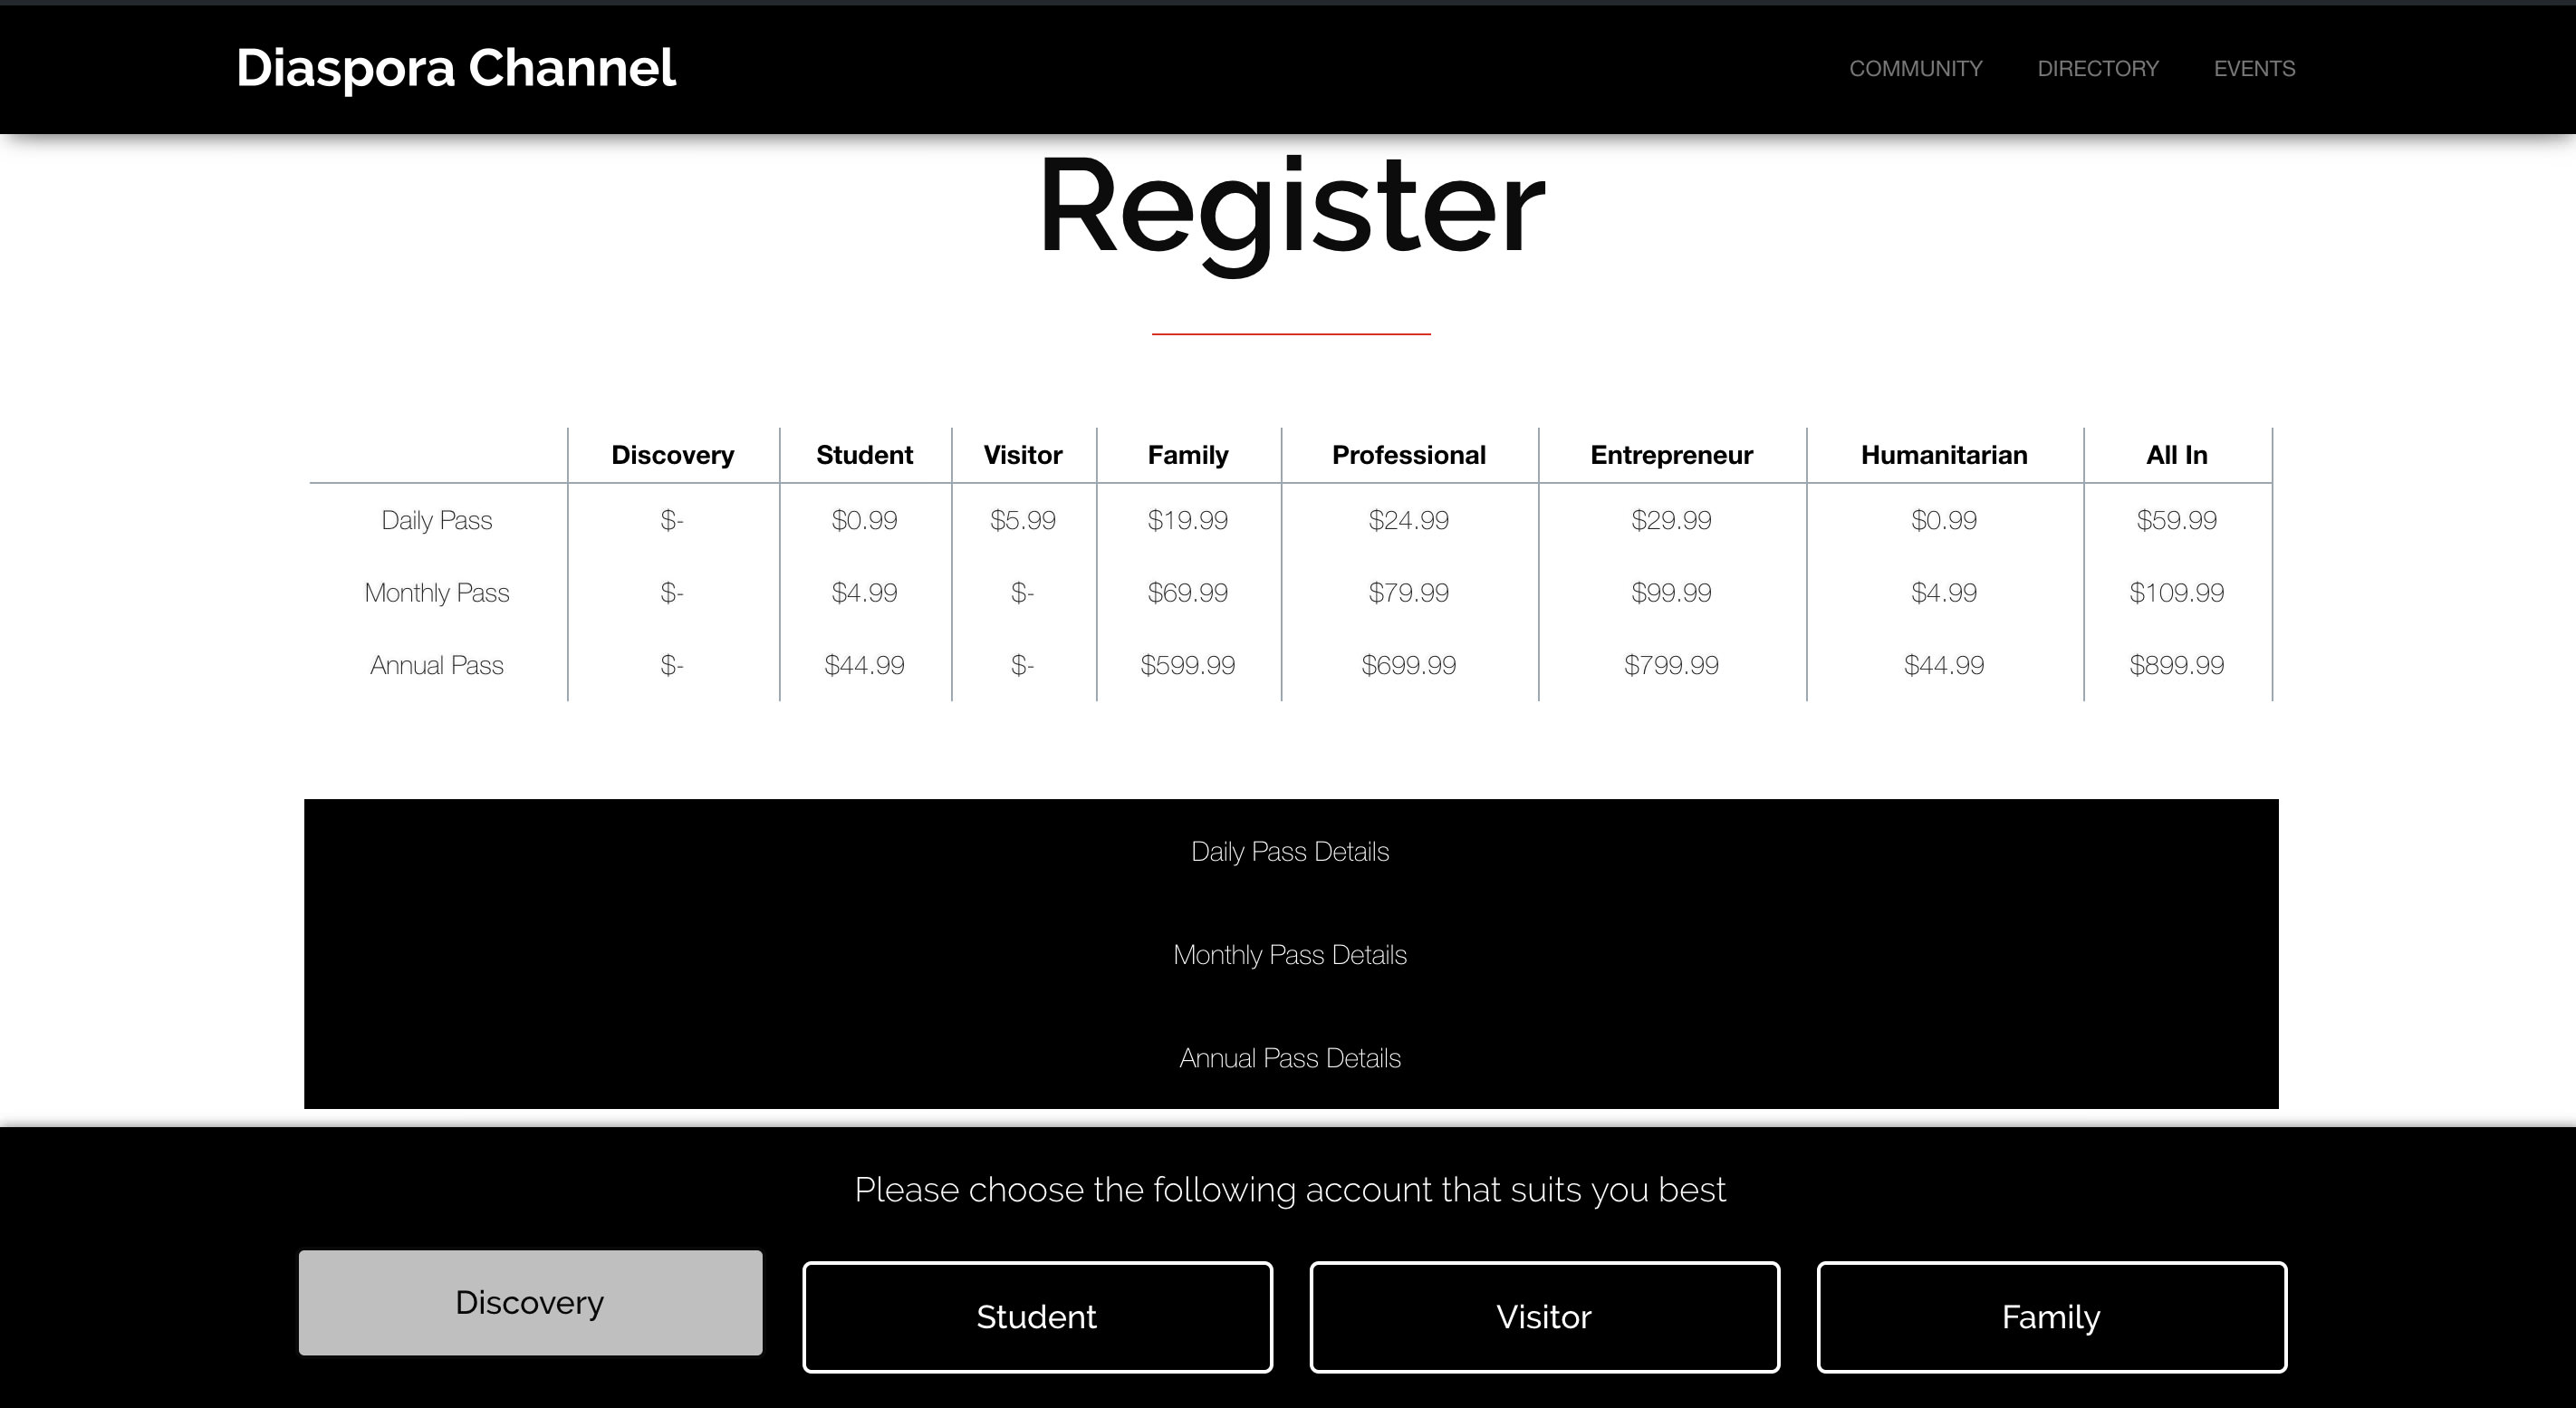 Diaspora Channel COMMUNITY DIRECTORY EVENTS
Register
Discovery Student Visitor Family Professional Entrepreneur Humanitarian All In
Daily Pass $- $0.99 $5.99 $19.99 $24.99 $29.99 $0.99 $59.99
Monthly Pass $- $4.99 $- $69.99 $79.99 $99.99 $4.99 $109.99
Annual Pass $- $44.99 $- $599.99 $699.99 $799.99 $44.99 $899.99
Daily Pass Details
Monthly Pass Details
Annual Pass Details
Please choose the following account that suits you best
Discovery Student Visitor Family